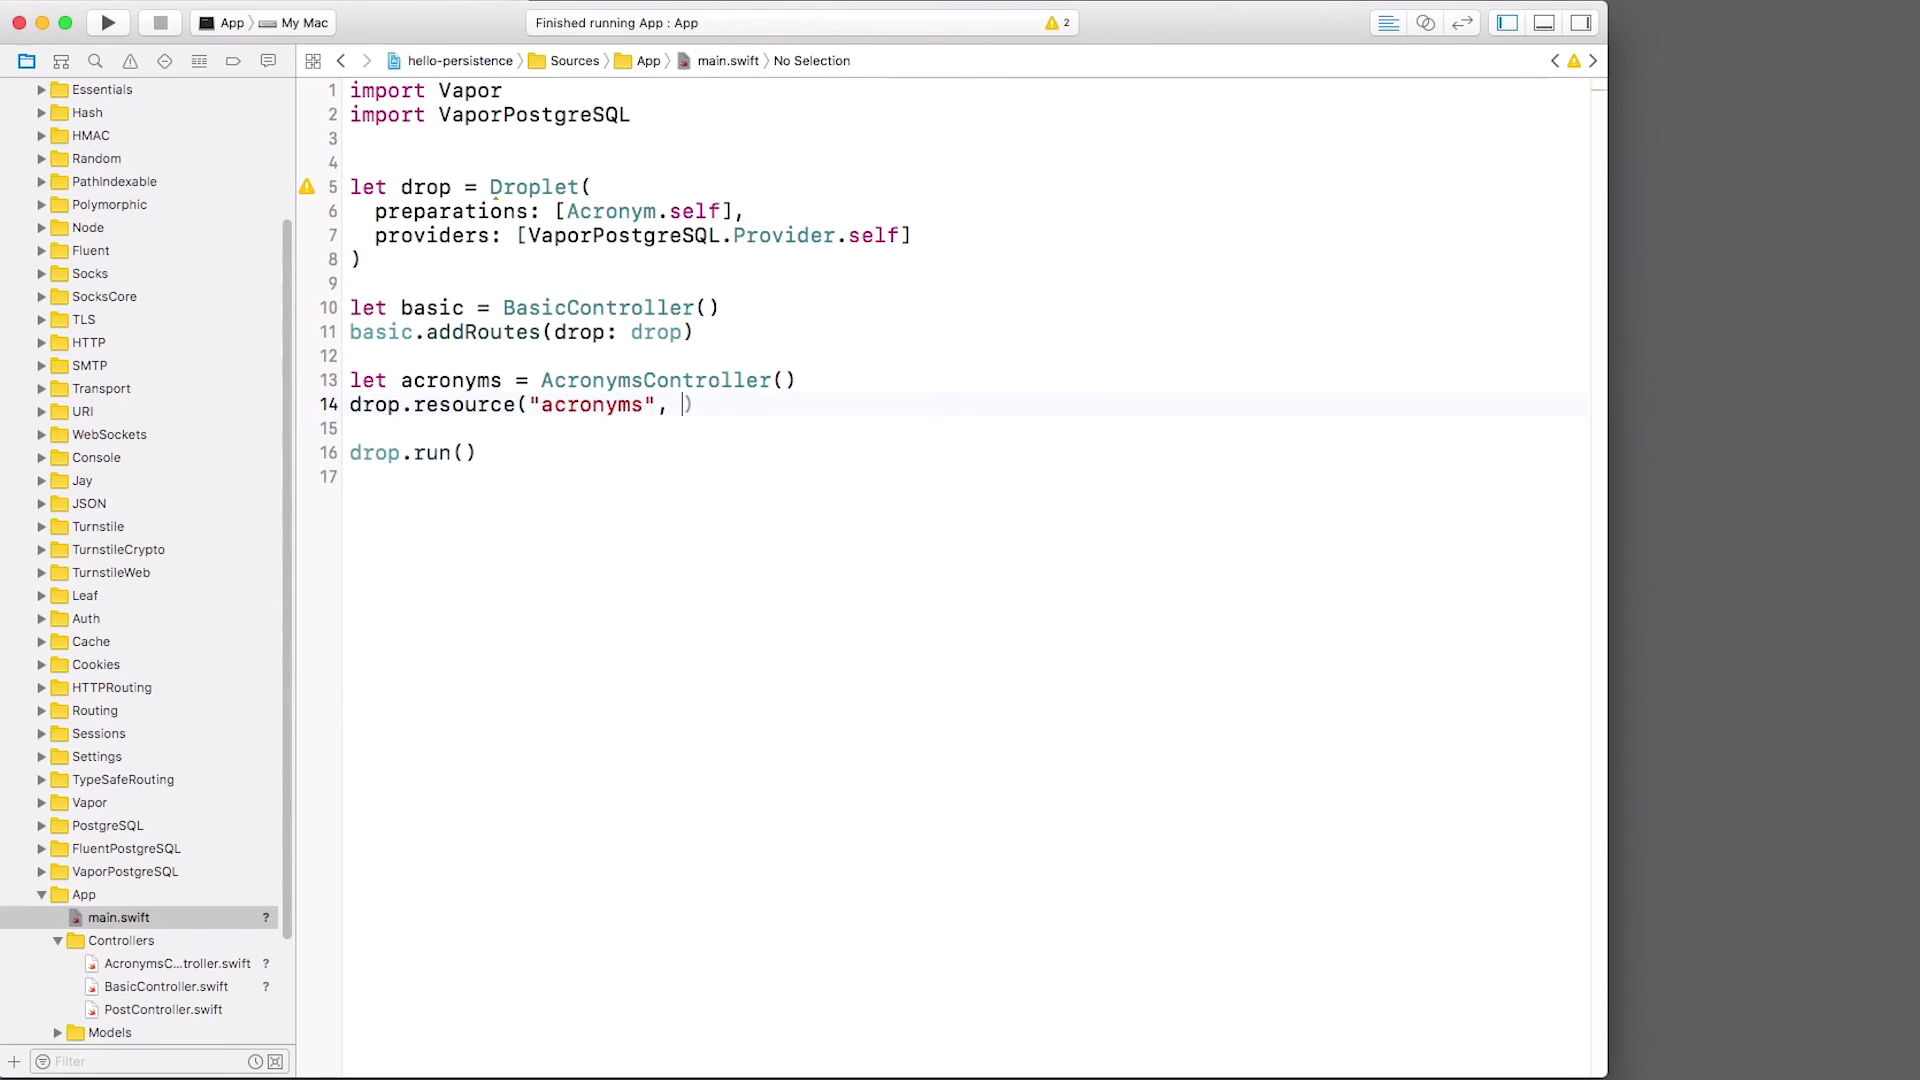 App
My Mac
Finished running App : App
2
hello-persistence
Sources
App
main.swift
No Selection
Essentials
Hash
HMAC
Random
PathIndexable
Polymorphic
Node
Fluent
Socks
SocksCore
TLS
HTTP
SMTP
Transport
URI
WebSockets
Console
Jay
JSON
Turnstile
TurnstileCrypto
TurnstileWeb
Leaf
Auth
Cache
Cookies
HTTPRouting
Routing
Sessions
Settings
TypeSafeRouting
Vapor
PostgreSQL
FluentPostgreSQL
VaporPostgreSQL
App
main.swift ?
Controllers
AcronymsC...troller.swift ?
BasicController.swift ?
PostController.swift
Models
Filter
1 import Vapor
2 import VaporPostgreSQL
3
4
5 let drop = Droplet(
6 preparations: [Acronym.self],
7 providers: [VaporPostgreSQL.Provider.self]
8 )
9
10 let basic = BasicController()
11 basic.addRoutes(drop: drop)
12
13 let acronyms = AcronymsController()
14 drop.resource("acronyms", )
15
16 drop.run()
17